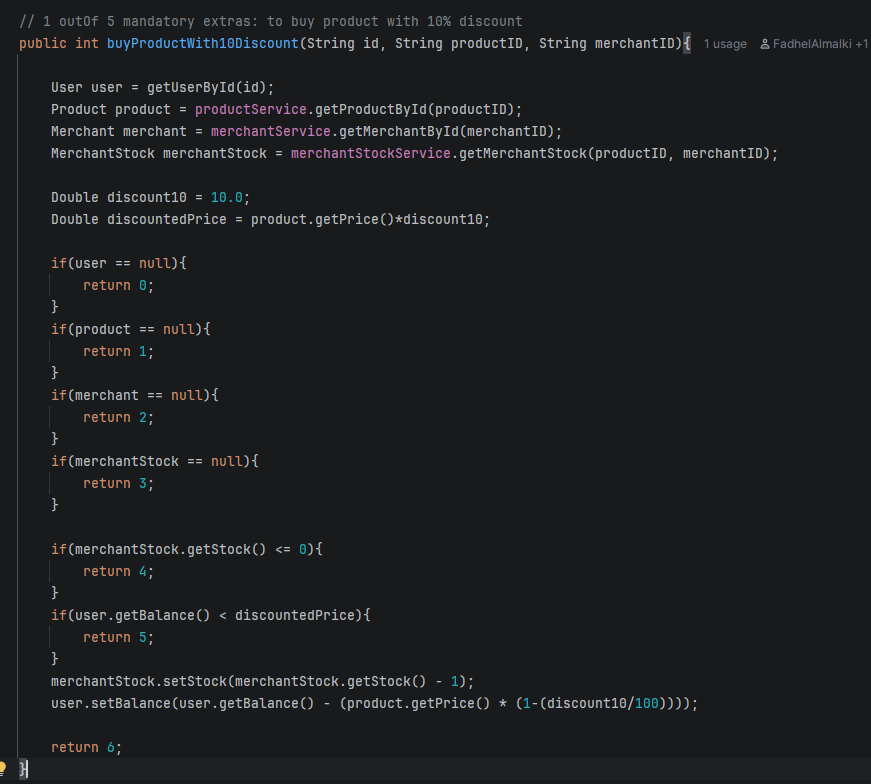 // 1 outOf 5 mandatory extras: to buy product with 10% discount
public int buyProductWith10Discount(String id, String productID, String merchantID){ 1 usage FadhelAlmalki +1
User user = getUserById(id);
Product product = productService.getProductById(productID);
Merchant merchant = merchantService.getMerchantById(merchantID);
MerchantStock merchantStock = merchantStockService.getMerchantStock(productID, merchantID);
Double discount10 = 10.0;
Double discountedPrice = product.getPrice()*discount10;
if(user == null){
return 0;
}
if(product == null){
return 1;
}
if(merchant == null){
return 2;
}
if(merchantStock == null){
return 3;
}
if(merchantStock.getStock() <= 0){
return 4;
}
if(user.getBalance() < discountedPrice){
return 5;
}
merchantStock.setStock(merchantStock.getStock() - 1);
user.setBalance(user.getBalance() - (product.getPrice() * (1-(discount10/100))));
return 6;
}